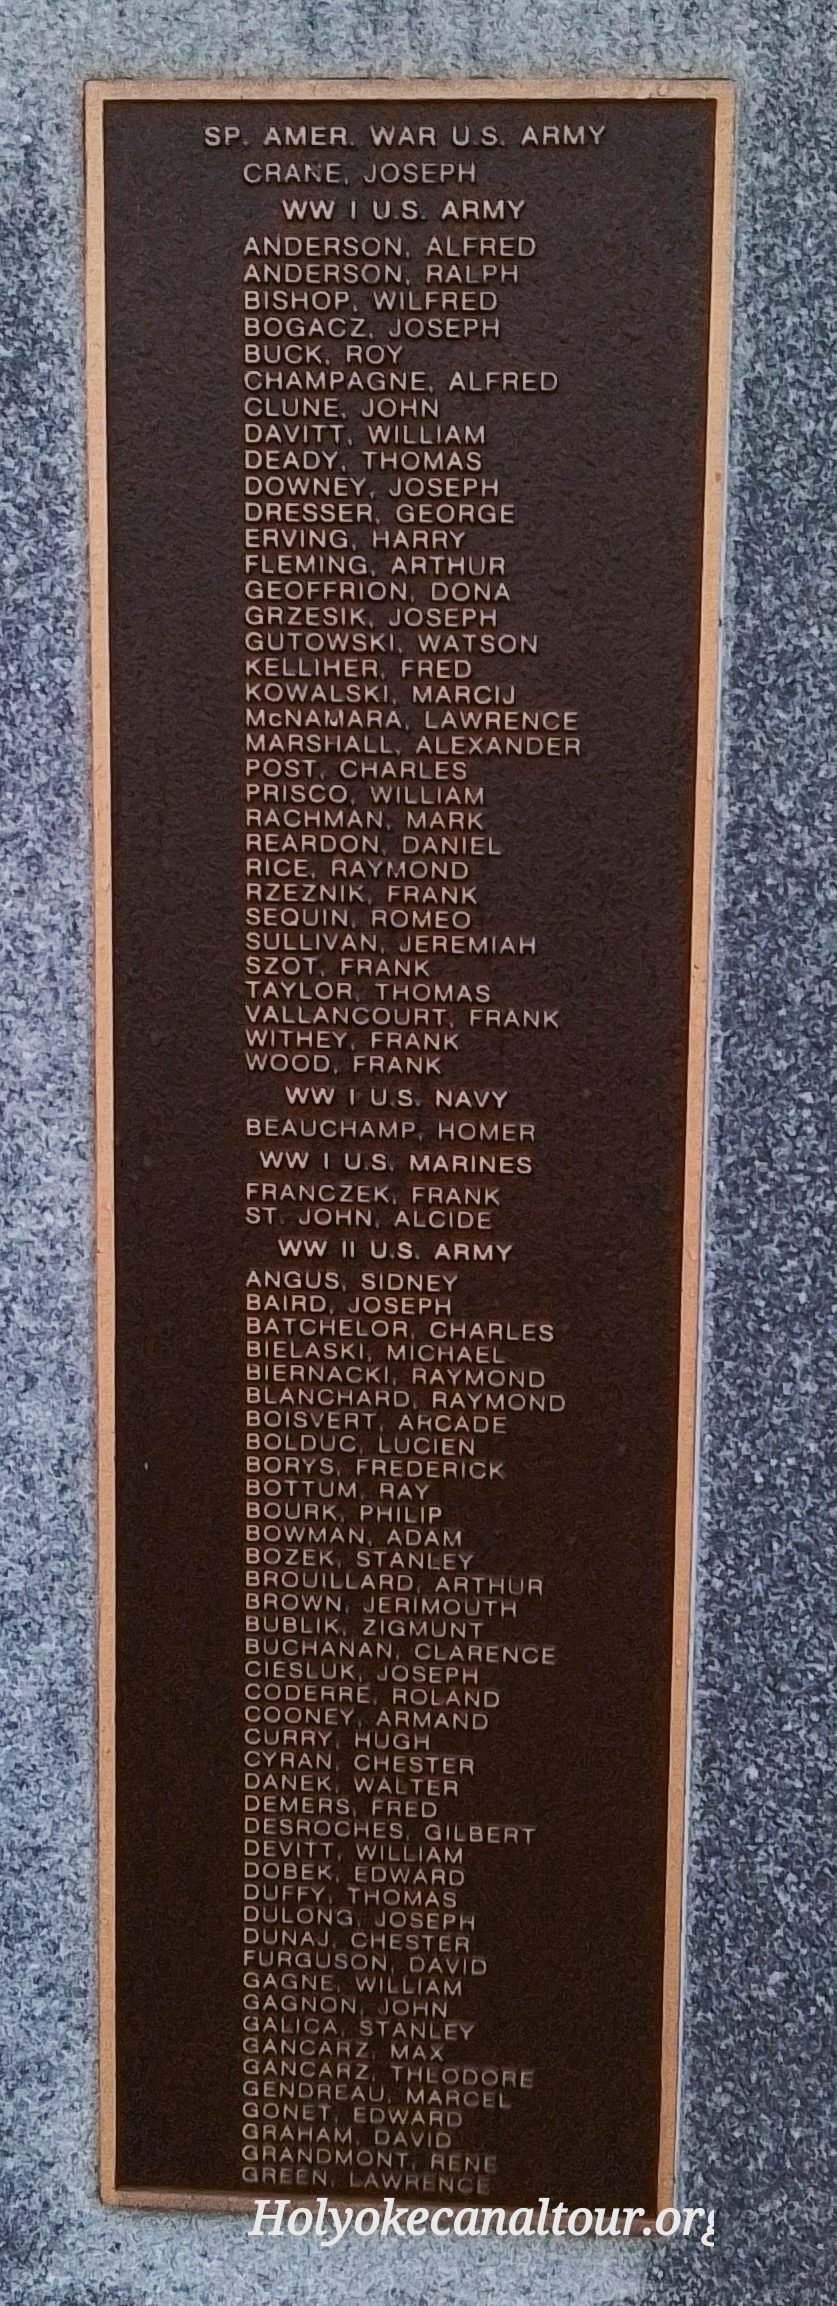 SP. AMER. WAR U.S. ARMY
CRANE, JOSEPH
WW I U.S. ARMY
ANDERSON, ALFRED
ANDERSON, RALPH
BISHOP, WILFRED
BOGACZ, JOSEPH
BUCK, ROY
CHAMPAGNE, ALFRED
CLUNE, JOHN
DAVITT, WILLIAM
DEADY, THOMAS
DOWNEY, JOSEPH
DRESSER, GEORGE
ERVING, HARRY
FLEMING, ARTHUR
GEOFFRION, DONA
GRZESIK, JOSEPH
GUTOWSKI, WATSON
KELLIHER, FRED
KOWALSKI, MARCIJ
McNAMARA, LAWRENCE
MARSHALL, ALEXANDER
POST, CHARLES
PRISCO, WILLIAM
RACHMAN, MARK
REARDON, DANIEL
RICE, RAYMOND
RZEZNIK, FRANK
SEQUIN, ROMEO
SULLIVAN, JEREMIAH
SZOT, FRANK
TAYLOR, THOMAS
VALLANCOURT, FRANK
WITHEY, FRANK
WOOD, FRANK
WW I U.S. NAVY
BEAUCHAMP, HOMER
WW I U.S. MARINES
FRANCZEK, FRANK
ST. JOHN, ALCIDE
WW II U.S. ARMY
ANGUS, SIDNEY
BAIRD, JOSEPH
BATCHELOR, CHARLES
BIELASKI, MICHAEL
BIERNACKI, RAYMOND
BLANCHARD, RAYMOND
BOISVERT, ARCADE
BOLDUC, LUCIEN
BORYS, FREDERICK
BOTTUM, RAY
BOURK, PHILIP
BOWMAN, ADAM
BOZEK, STANLEY
BROUILLARD, ARTHUR
BROWN, JERIMOUTH
BUBLIK, ZIGMUNT
BUCHANAN, CLARENCE
CIESLUK, JOSEPH
CODERRE, ROLAND
COONEY, ARMAND
CURRY, HUGH
CYRAN, CHESTER
DANEK, WALTER
DEMERS, FRED
DESROCHES, GILBERT
DEVITT, WILLIAM
DOBEK, EDWARD
DUFFY, THOMAS
DULONG, JOSEPH
DUNAJ, CHESTER
FURGUSON, DAVID
GAGNE, WILLIAM
GAGNON, JOHN
GALICA, STANLEY
GANCARZ, MAX
GANCARZ, THEODORE
GENDREAU, MARCEL
GONET, EDWARD
GRAHAM, DAVID
GRANDMONT, RENE
GREEN, LAWRENCE
Holyokecanaltour.org